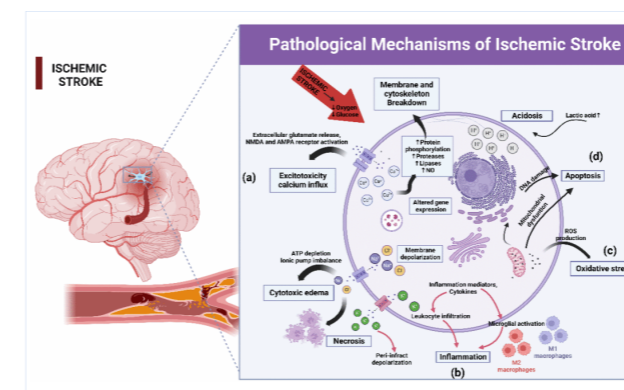 Pathological Mechanisms of Ischemic Stroke
ISCHEMIC
STROKE
ISCHEMIC
STROKE
↓Oxygen
↓Glucose
Membrane and
cytoskeleton
Breakdown
Acidosis
Lactic acid↑
Extracellular glutamate release,
NMDA and AMPA receptor activation
(a)
Excitotoxicity
calcium influx
↑Protein
phosphorylation
↑Proteases
↑Lipases
↑NO
Altered gene
expression
(d)
DNA damage
Apoptosis
Mitochondrial
dysfuntion
ROS
production
(c)
Oxidative stre
Membrane
depolarization
ATP depletion
Ionic pump imbalance
Cytotoxic edema
Inflammation mediators,
Cytokines
Leukocyte infiltration
Microglial activation
Necrosis
Peri-infract
depolarization
Inflammation
(b)
M2
macrophages
M1
macrophages